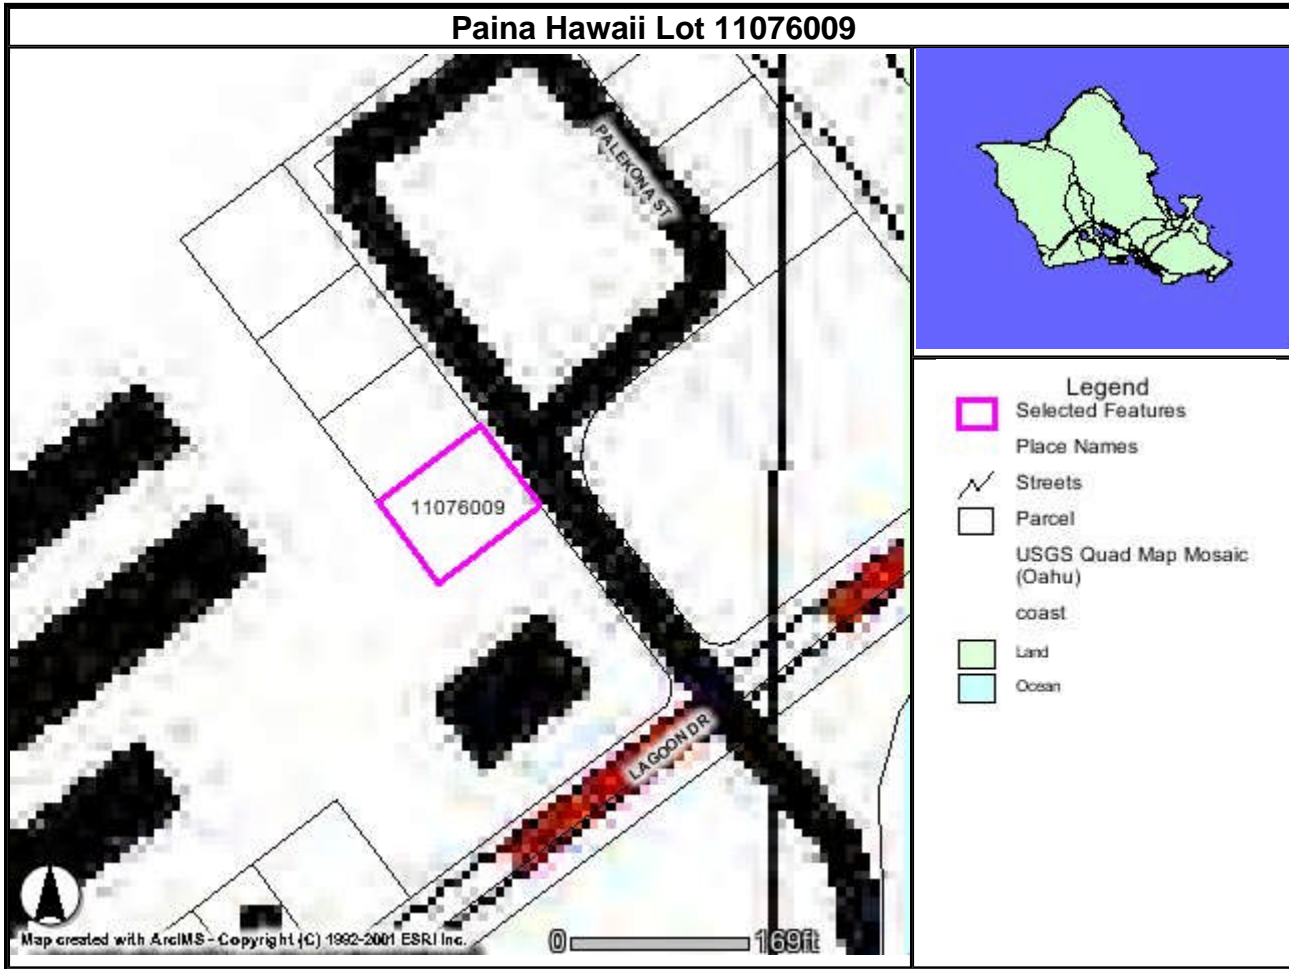 Paina Hawaii Lot 11076009
PALEKONA ST
11076009
LAGOON DR
Map created with ArcIMS - Copyright (C) 1992-2001 ESRI Inc.
0 169ft
Legend
Selected Features
Place Names
Streets
Parcel
USGS Quad Map Mosaic
(Oahu)
coast
Land
Ocean